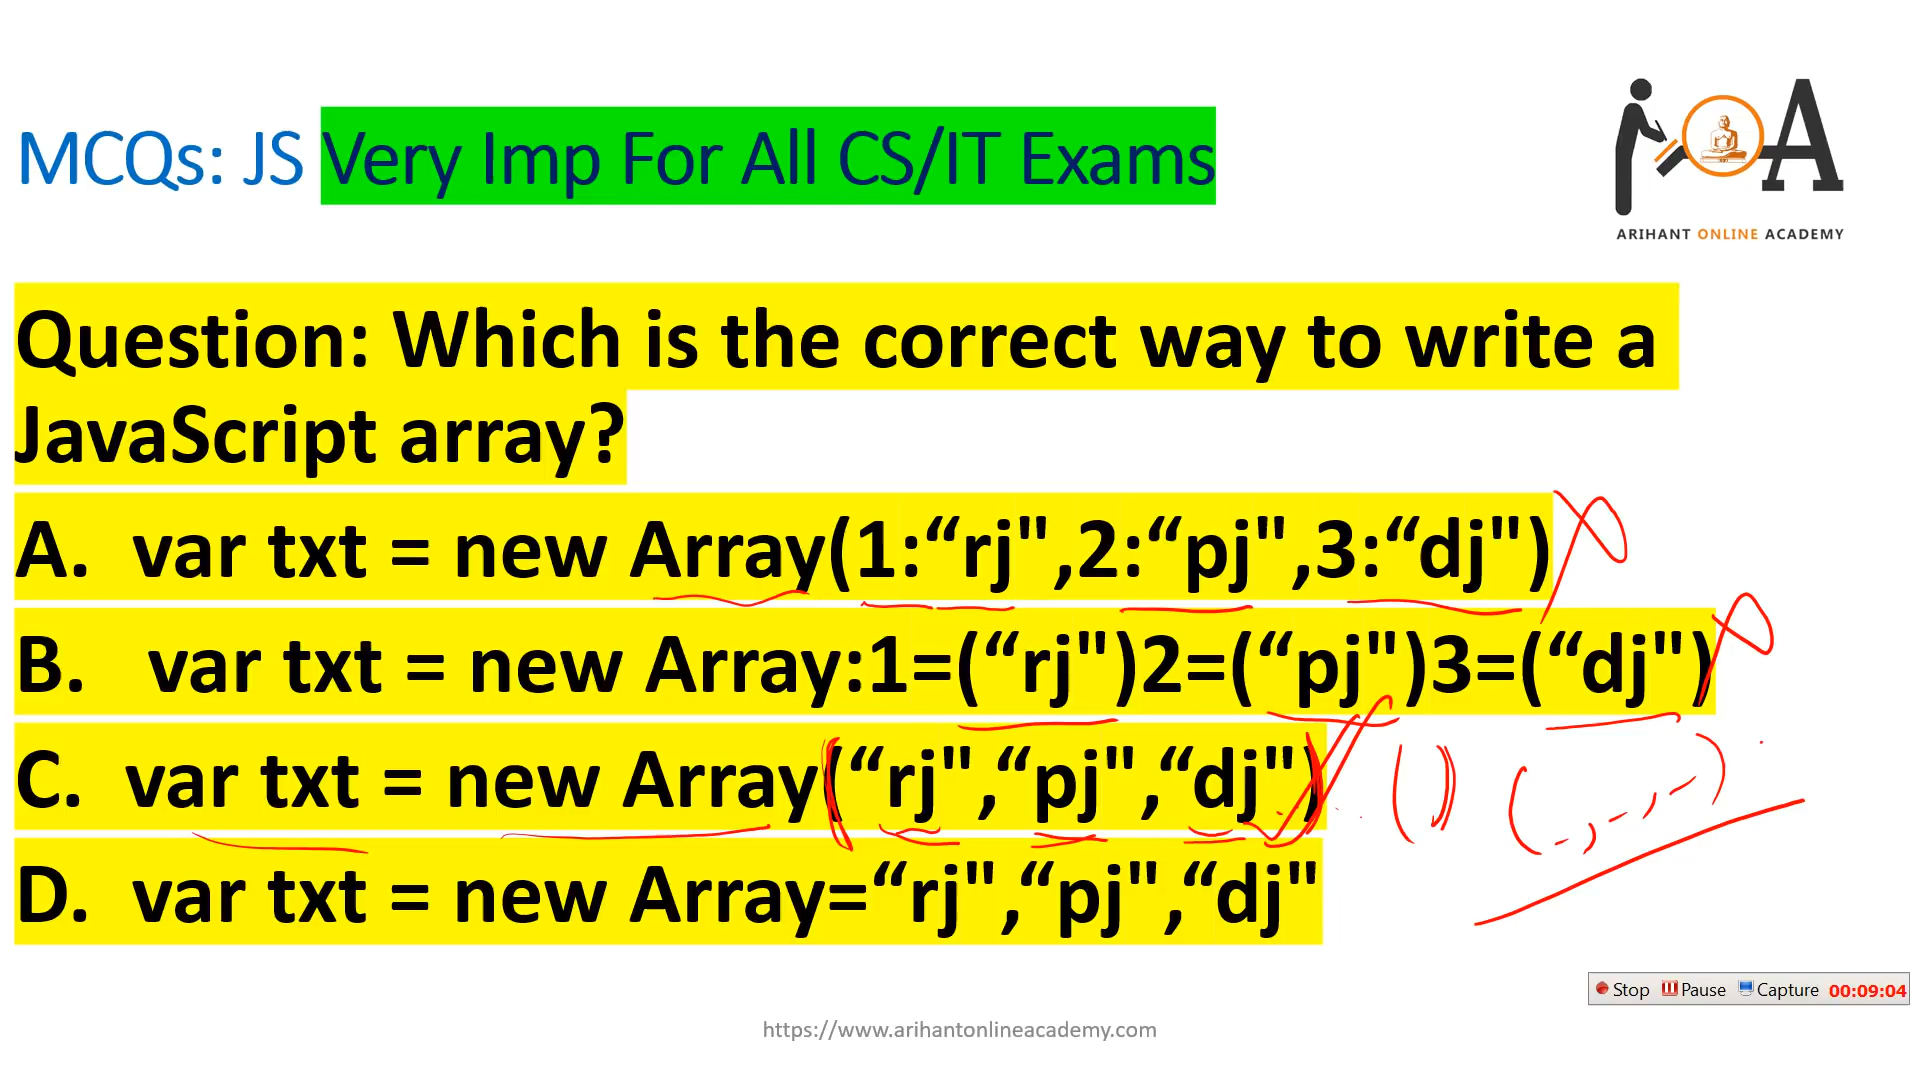 MCQs: JS Very Imp For All CS/IT Exams
ARIHANT ONLINE ACADEMY
Question: Which is the correct way to write a
JavaScript array?
A. var txt = new Array(1:“rj",2:“pj",3:“dj")
B. var txt = new Array:1=(“rj")2=(“pj")3=(“dj")
C. var txt = new Array(“rj",“pj",“dj")
D. var txt = new Array=“rj",“pj",“dj"
Stop Pause Capture 00:09:04
https://www.arihantonlineacademy.com